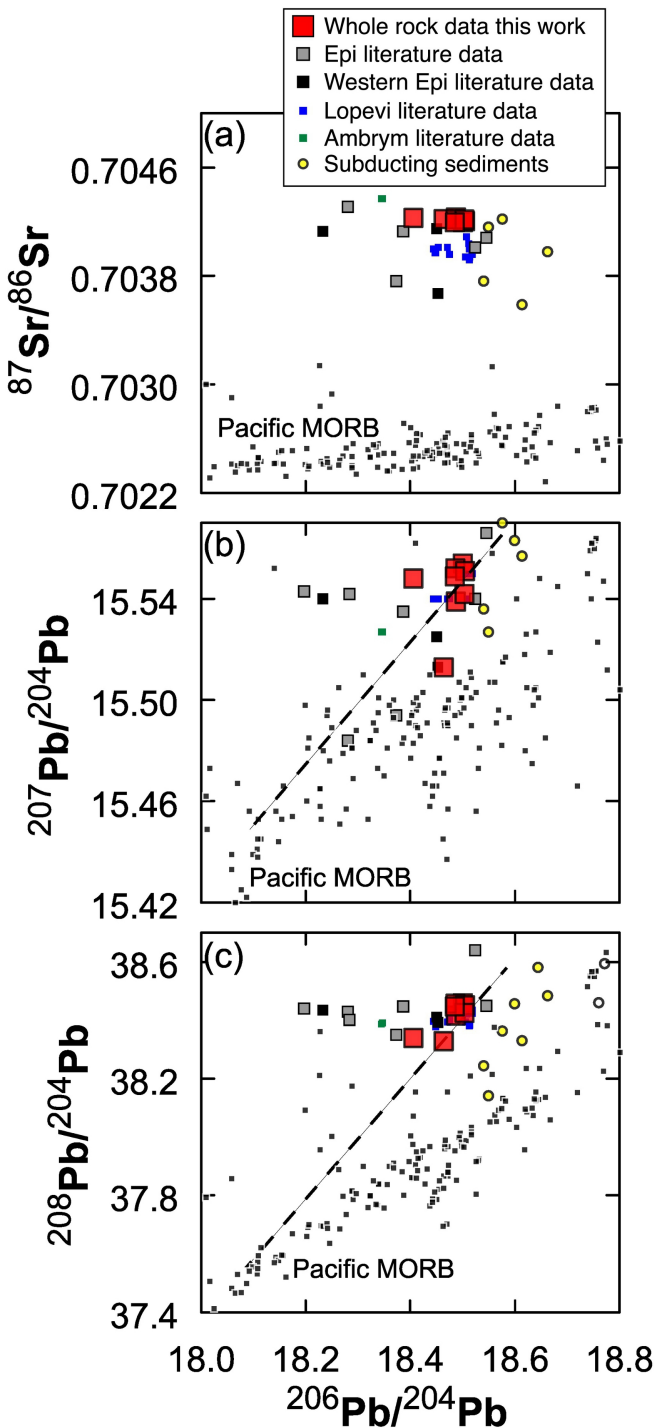 Whole rock data this work
Epi literature data
Western Epi literature data
Lopevi literature data
Ambrym literature data
Subducting sediments
(a)
0.7046
0.7038
0.7030
0.7022
87Sr/86Sr
Pacific MORB
(b)
15.54
15.50
15.46
15.42
207Pb/204Pb
Pacific MORB
(c)
38.6
38.2
37.8
37.4
208Pb/204Pb
Pacific MORB
18.0 18.2 18.4 18.6 18.8
206Pb/204Pb